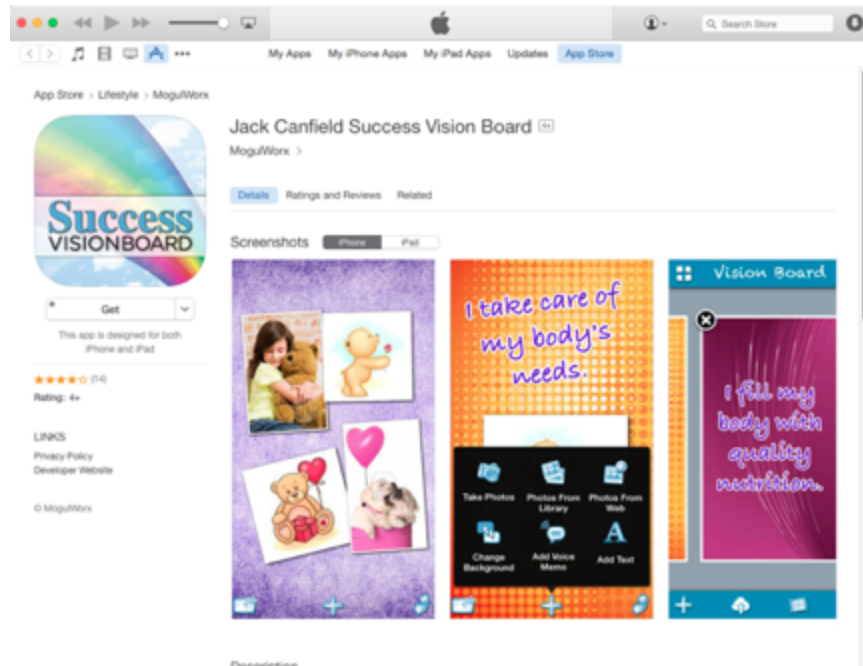 Search Store
My Apps My iPhone Apps My iPad Apps Updates App Store
App Store > Lifestyle > MogulWorx
Jack Canfield Success Vision Board 4+
MogulWorx >
Details Ratings and Reviews Related
Screenshots iPhone iPad
Success
VISIONBOARD
+ Get
This app is designed for both
iPhone and iPad
(14)
Rating: 4+
LINKS
Privacy Policy
Developer Website
© MogulWorx
I take care of
my body's
needs.
Take Photos Photos From Library Photos From Web
Change Background Add Voice Memo Add Text
Vision Board
I fill my
body with
quality
nutrition.
Description